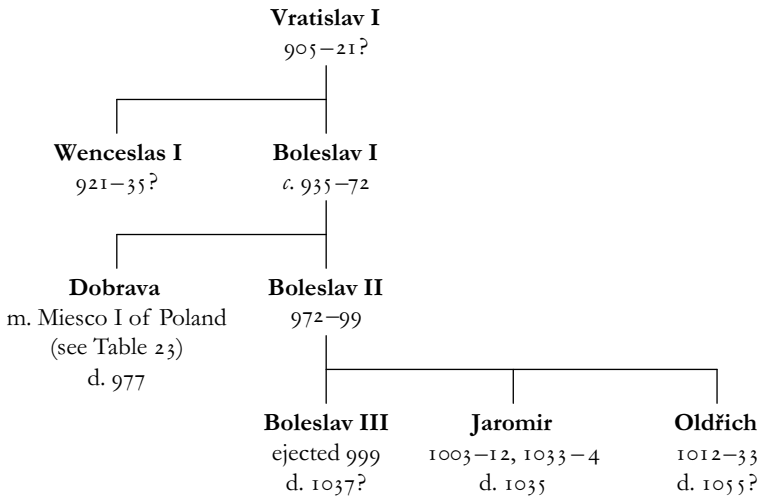 Vratislav I
905–21?
Wenceslas I
921–35?
Boleslav I
c. 935–72
Dobrava
m. Miesco I of Poland
(see Table 23)
d. 977
Boleslav II
972–99
Boleslav III
ejected 999
d. 1037?
Jaromir
1003–12, 1033–4
d. 1035
Oldřich
1012–33
d. 1055?